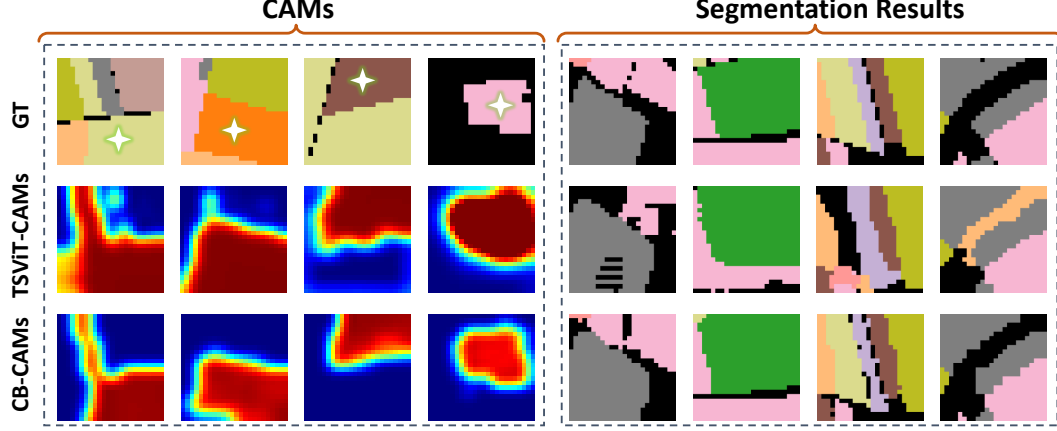 CAMs
Segmentation Results
GT
TSViT-CAMs
CB-CAMs